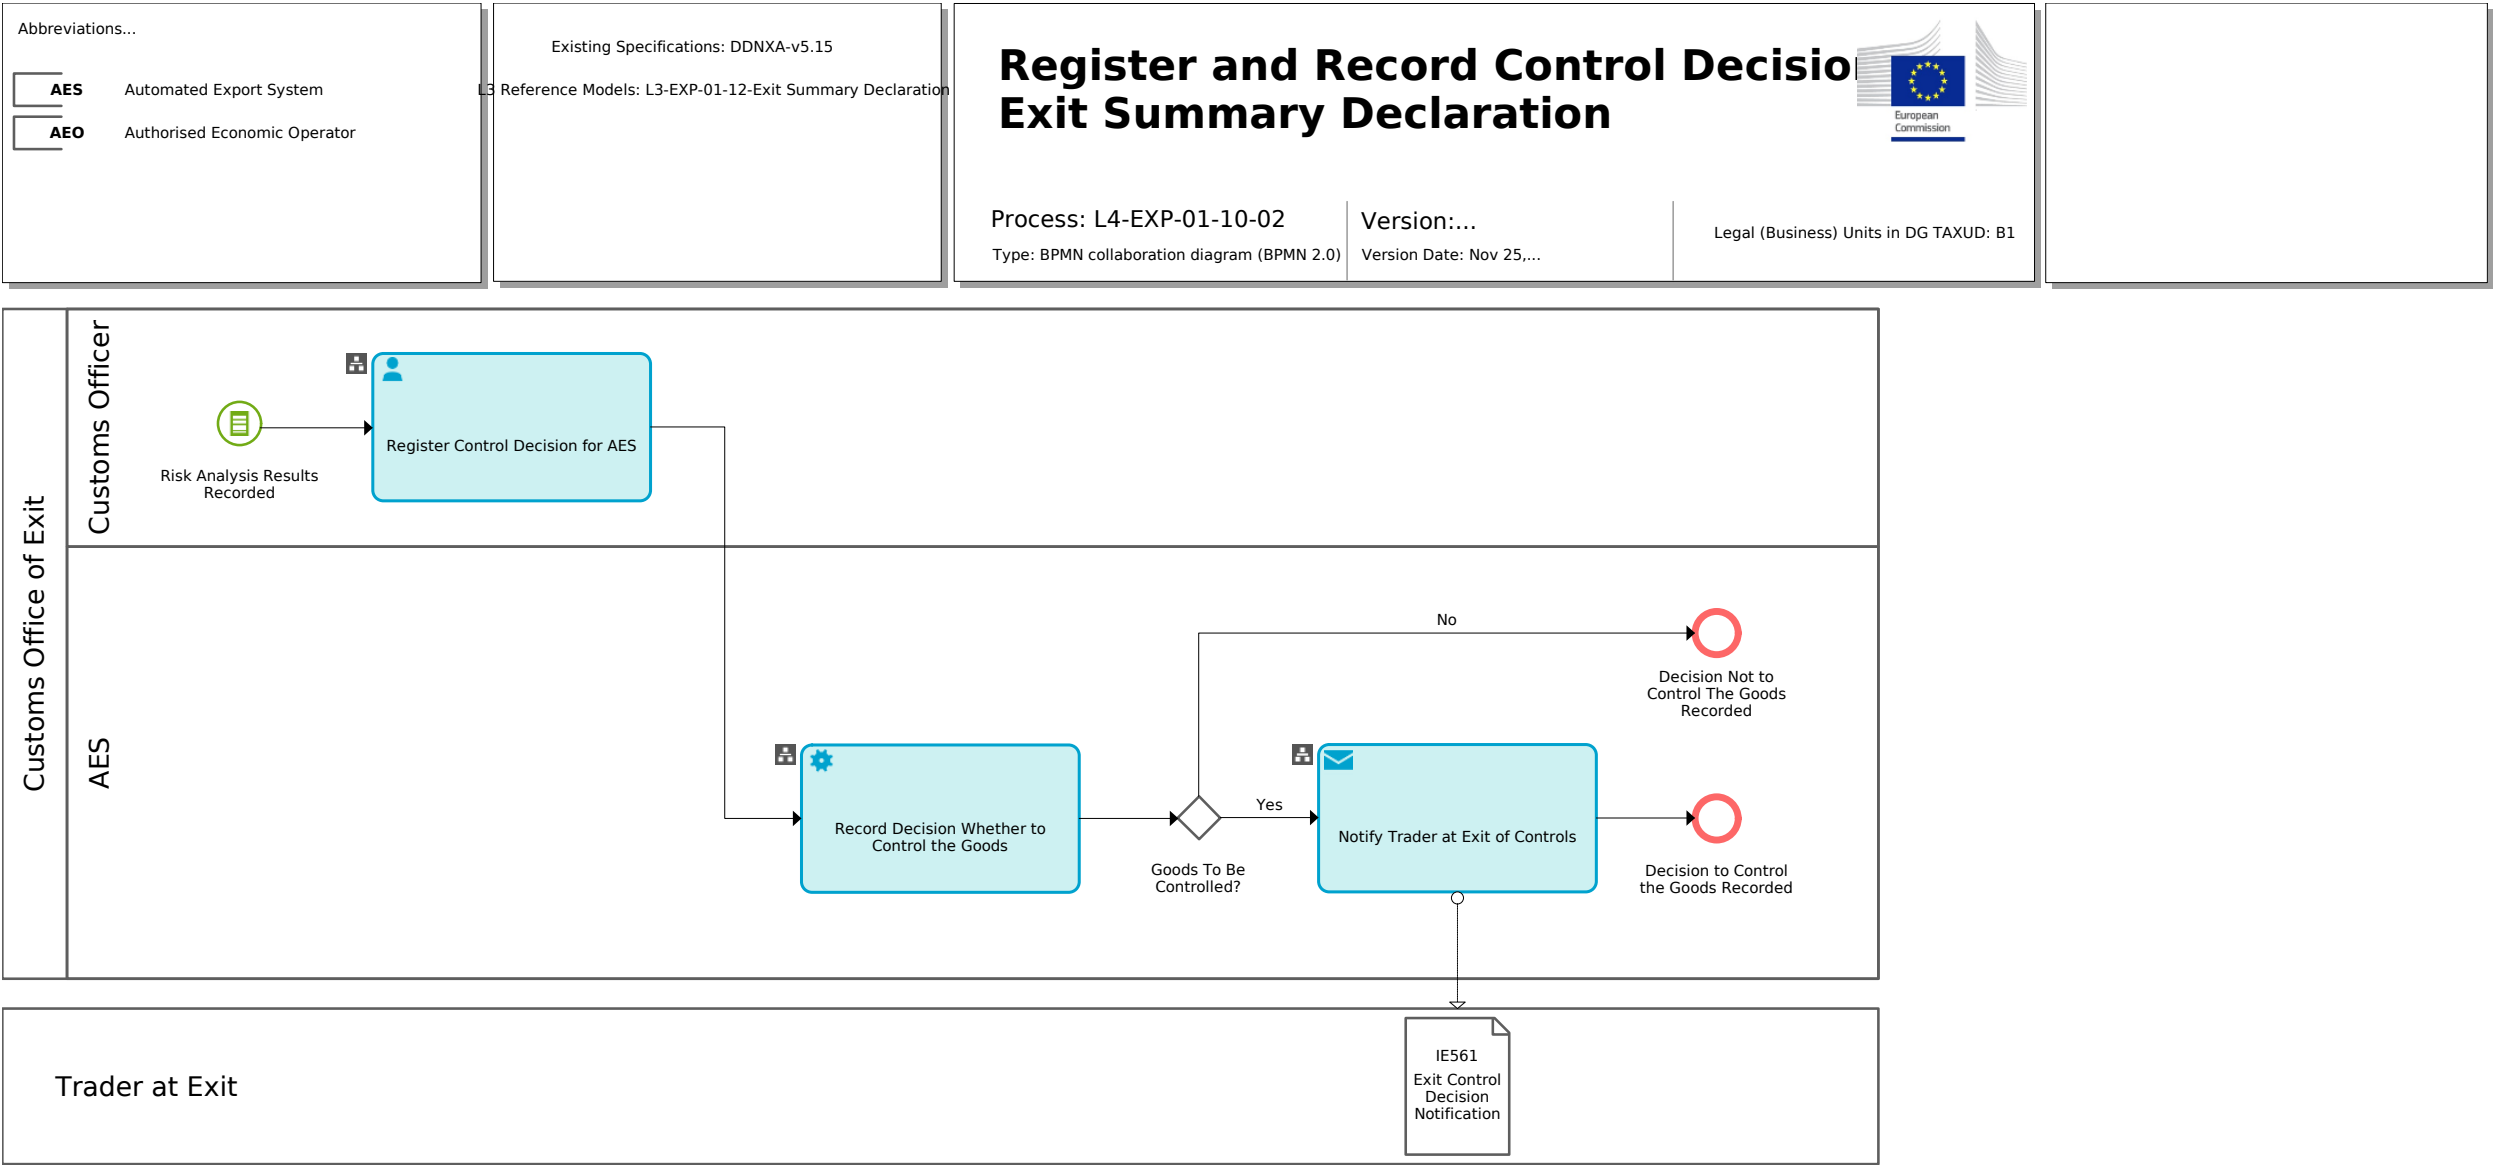 Abbreviations...
AES Automated Export System
AEO Authorised Economic Operator
Existing Specifications: DDNXA-v5.15
L3 Reference Models: L3-EXP-01-12-Exit Summary Declaration
Register and Record Control Decisio
Exit Summary Declaration
European
Commission
Process: L4-EXP-01-10-02
Type: BPMN collaboration diagram (BPMN 2.0)
Version:...
Version Date: Nov 25,...
Legal (Business) Units in DG TAXUD: B1
Customs Office of Exit
Customs Officer
Risk Analysis Results
Recorded
Register Control Decision for AES
AES
Record Decision Whether to
Control the Goods
Goods To Be
Controlled?
No
Yes
Decision Not to
Control The Goods
Recorded
Notify Trader at Exit of Controls
Decision to Control
the Goods Recorded
Trader at Exit
IE561
Exit Control
Decision
Notification